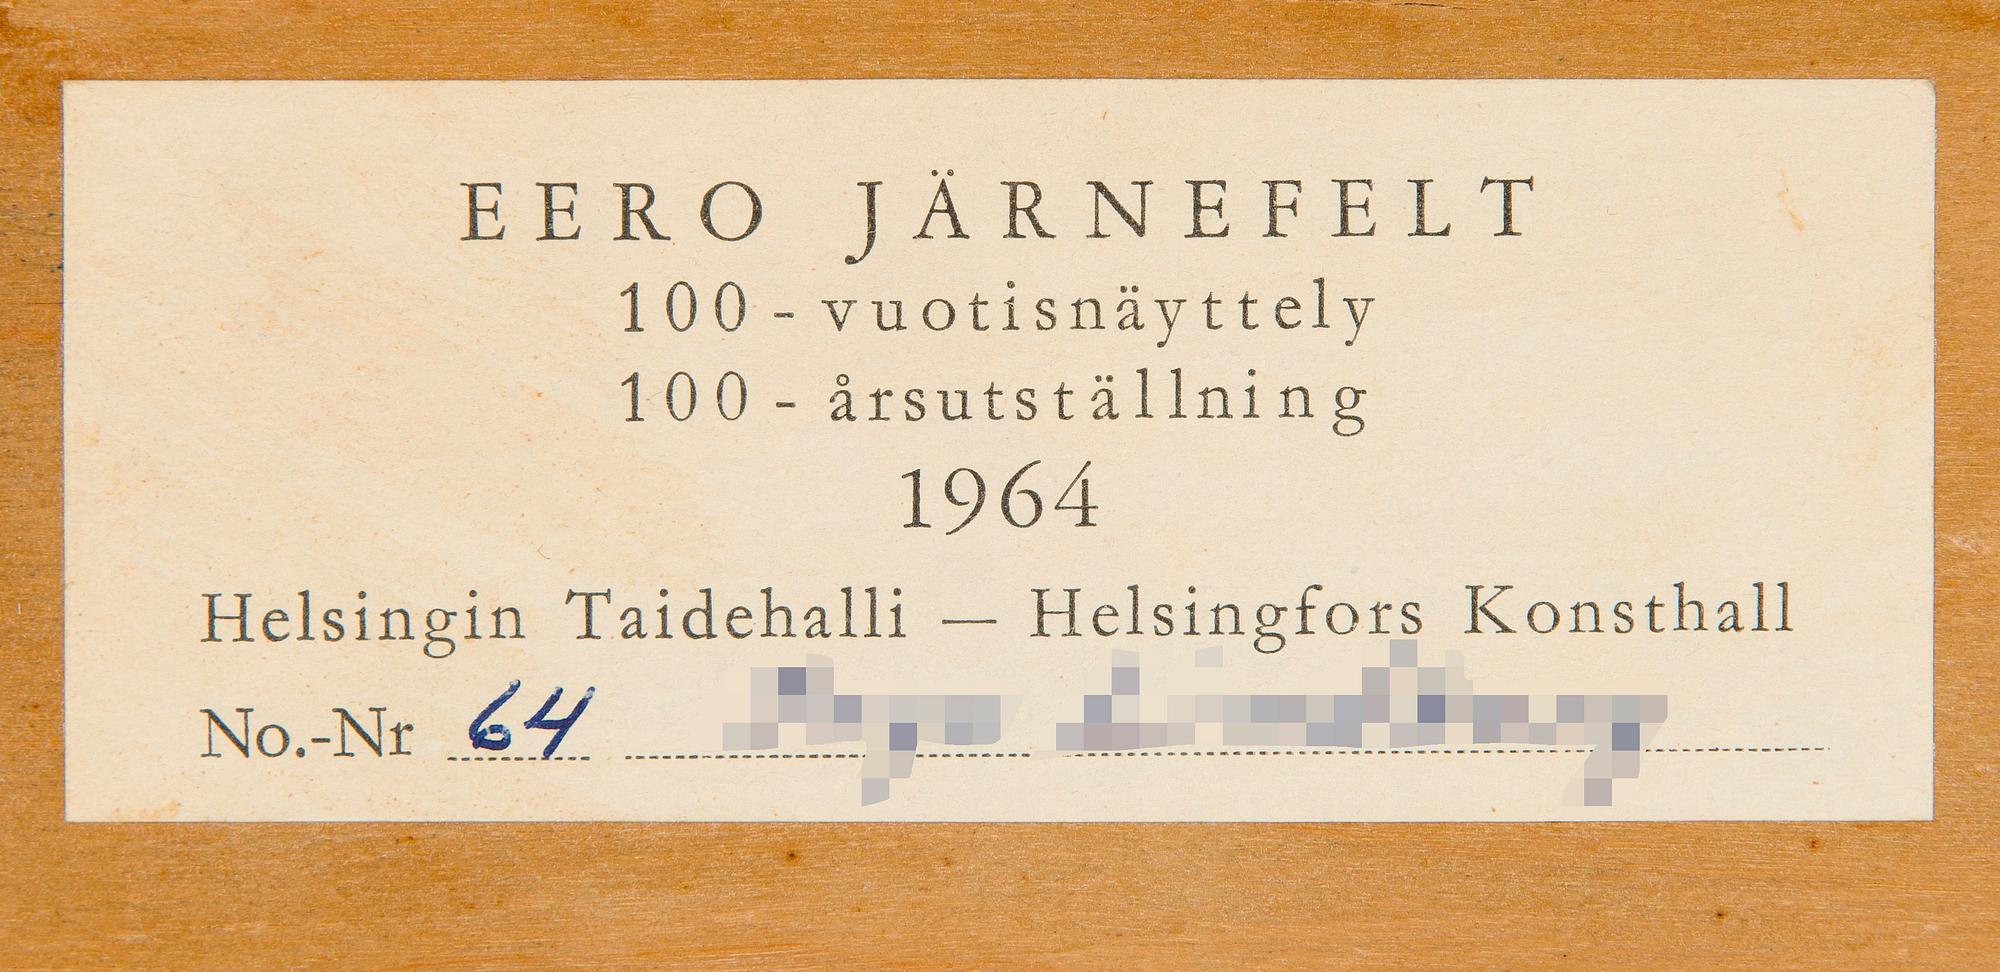 EERO JÄRNEFELT
100-vuotisnäyttely
100-årsutställning
1964
Helsingin Taidehalli — Helsingfors Konsthall
No.-Nr 64